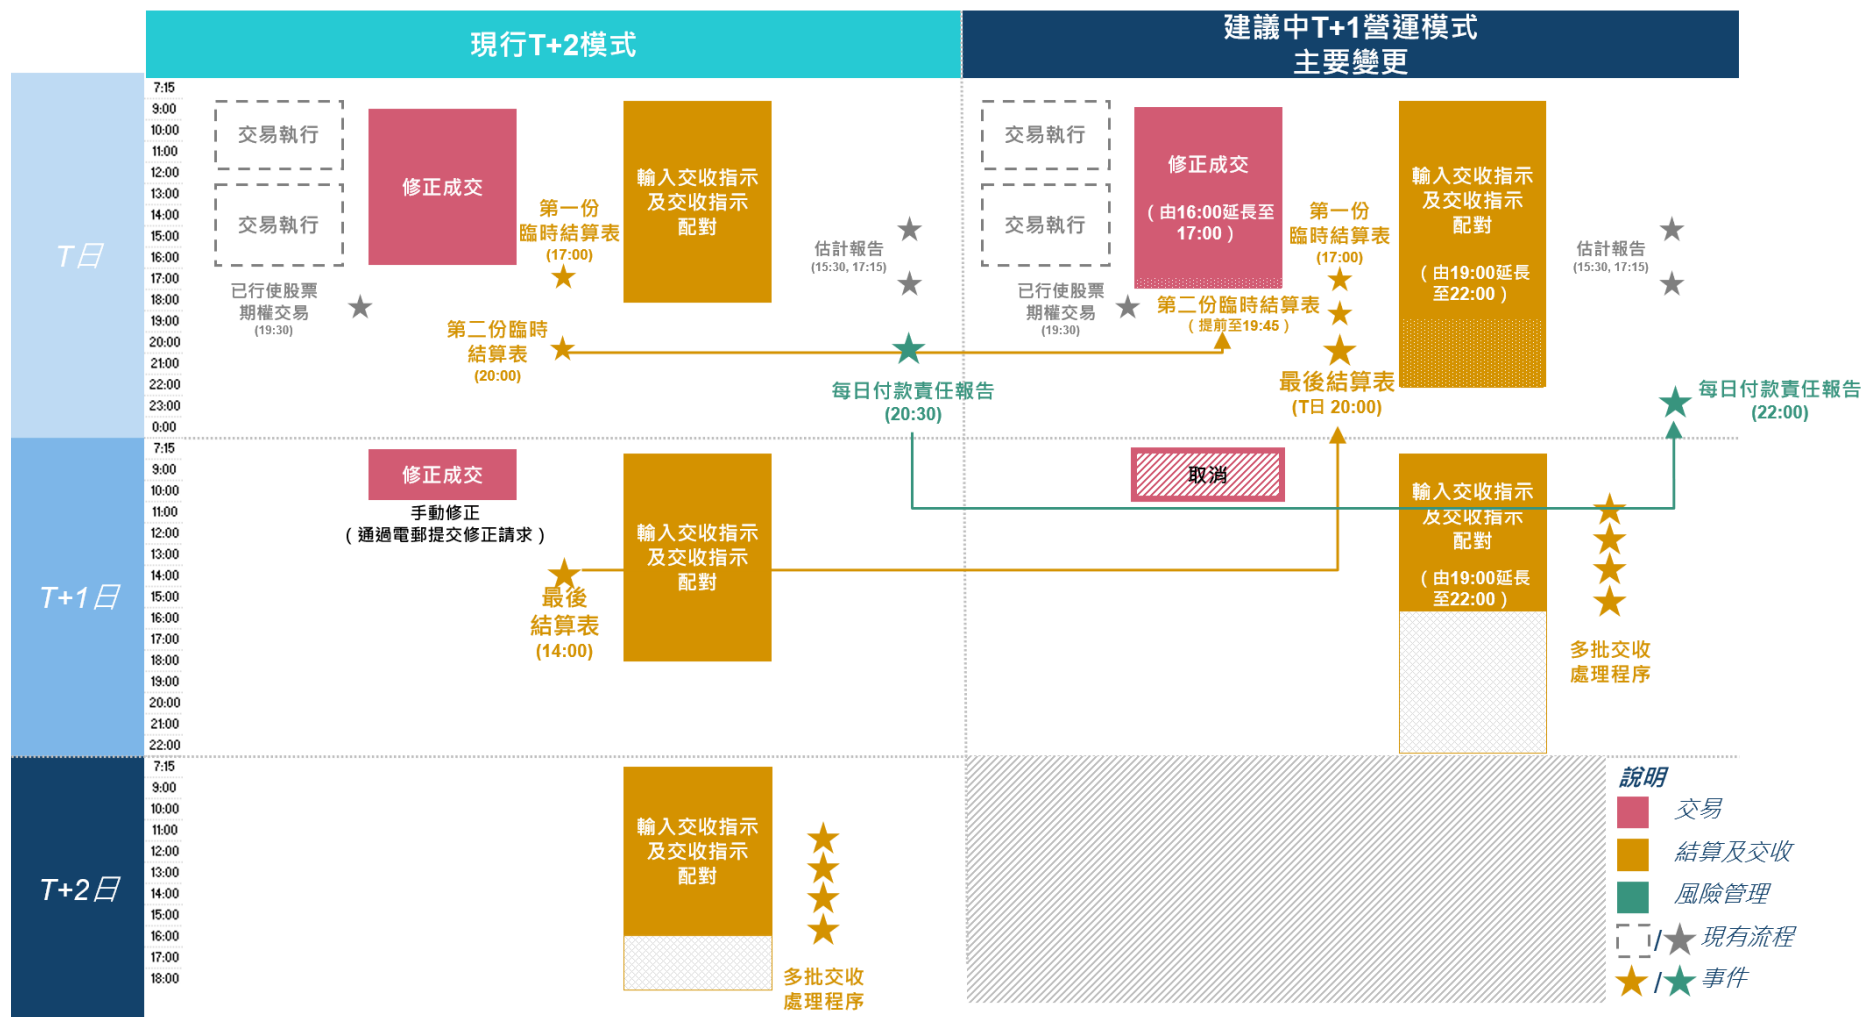 現行T+2模式
建議中T+1營運模式
主要變更
T日
7:15
9:00
10:00
11:00
12:00
13:00
14:00
15:00
16:00
17:00
18:00
19:00
20:00
21:00
22:00
23:00
0:00
交易執行
交易執行
已行使股票
期權交易
(19:30)
修正成交
第一份
臨時結算表
(17:00)
第二份臨時
結算表
(20:00)
輸入交收指示
及交收指示
配對
估計報告
(15:30, 17:15)
每日付款責任報告
(20:30)
交易執行
交易執行
已行使股票
期權交易
(19:30)
修正成交
（由16:00延長至
17:00）
第一份
臨時結算表
(17:00)
第二份臨時結算表
（提前至19:45）
最後結算表
(T日 20:00)
輸入交收指示
及交收指示
配對
（由19:00延長
至22:00）
估計報告
(15:30, 17:15)
每日付款責任報告
(22:00)
T+1日
7:15
9:00
10:00
11:00
12:00
13:00
14:00
15:00
16:00
17:00
18:00
19:00
20:00
21:00
22:00
修正成交
手動修正
（通過電郵提交修正請求）
最後
結算表
(14:00)
輸入交收指示
及交收指示
配對
取消
輸入交收指示
及交收指示
配對
（由19:00延長
至22:00）
多批交收
處理程序
T+2日
7:15
9:00
10:00
11:00
12:00
13:00
14:00
15:00
16:00
17:00
18:00
輸入交收指示
及交收指示
配對
多批交收
處理程序
說明
交易
結算及交收
風險管理
/ 現有流程
/ 事件